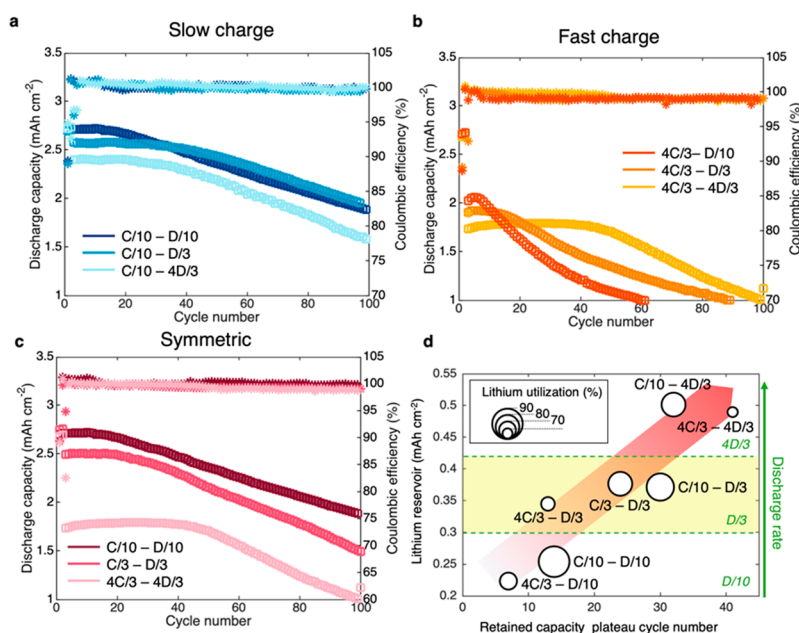 a
Slow charge
3.5
3
2.5
2
1.5
1
105
100
95
90
85
80
75
70
Discharge capacity (mAh cm-2)
Coulombic efficiency (%)
C/10 – D/10
C/10 – D/3
C/10 – 4D/3
0 20 40 60 80 100
Cycle number
b
Fast charge
3.5
3
2.5
2
1.5
1
105
100
95
90
85
80
75
70
Discharge capacity (mAh cm-2)
Coulombic efficiency (%)
4C/3– D/10
4C/3 – D/3
4C/3 – 4D/3
0 20 40 60 80 100
Cycle number
c
Symmetric
3.5
3
2.5
2
1.5
1
105
100
95
90
85
80
75
70
65
60
Discharge capacity (mAh cm-2)
Coulombic efficiency (%)
C/10 – D/10
C/3 – D/3
4C/3 – 4D/3
0 20 40 60 80 100
Cycle number
d
0.55
0.5
0.45
0.4
0.35
0.3
0.25
0.2
Lithium reservoir (mAh cm-2)
Lithium utilization (%)
90
80
70
C/10 – 4D/3
4C/3 – 4D/3
4D/3
C/3 – D/3
C/10 – D/3
4C/3 – D/3
D/3
C/10 – D/10
4C/3 – D/10
D/10
Discharge rate
0 10 20 30 40
Retained capacity plateau cycle number